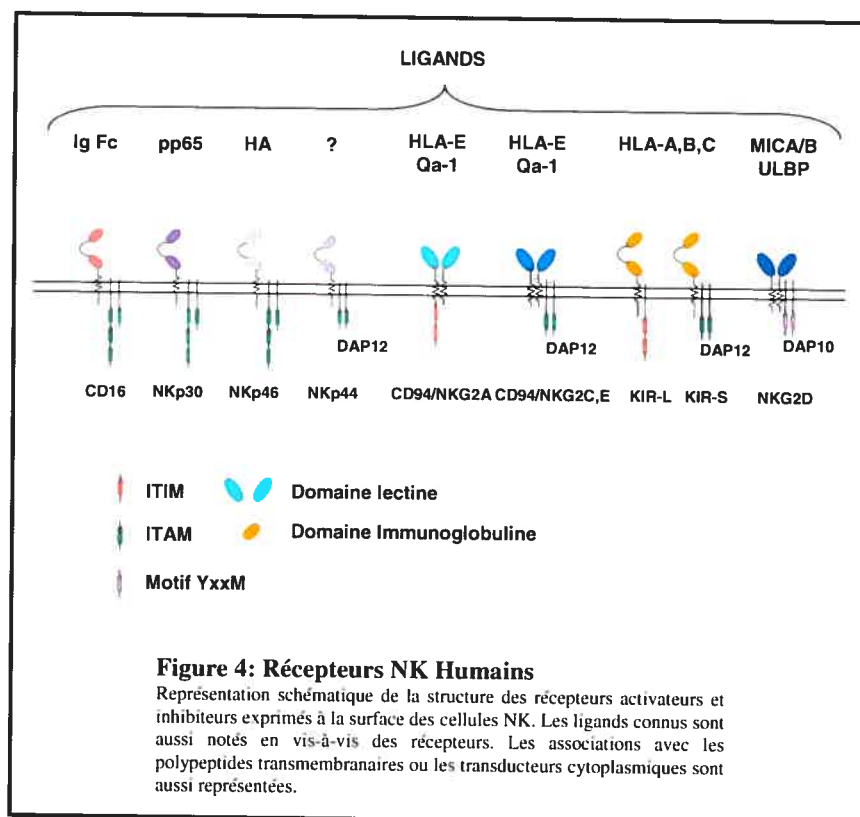 LIGANDS
Ig Fc pp65 HA ? HLA-E HLA-E HLA-A,B,C MICA/B
Qa-1 Qa-1 ULBP
DAP12 DAP12 DAP12 DAP10
CD16 NKp30 NKp46 NKp44 CD94/NKG2A CD94/NKG2C,E KIR-L KIR-S NKG2D
ITIM Domaine lectine
ITAM Domaine Immunoglobuline
Motif YxxM
Figure 4: Récepteurs NK Humains
Représentation schématique de la structure des récepteurs activateurs et
inhibiteurs exprimés à la surface des cellules NK. Les ligands connus sont
aussi notés en vis-à-vis des récepteurs. Les associations avec les
polypeptides transmembranaires ou les transducteurs cytoplasmiques sont
aussi représentées.